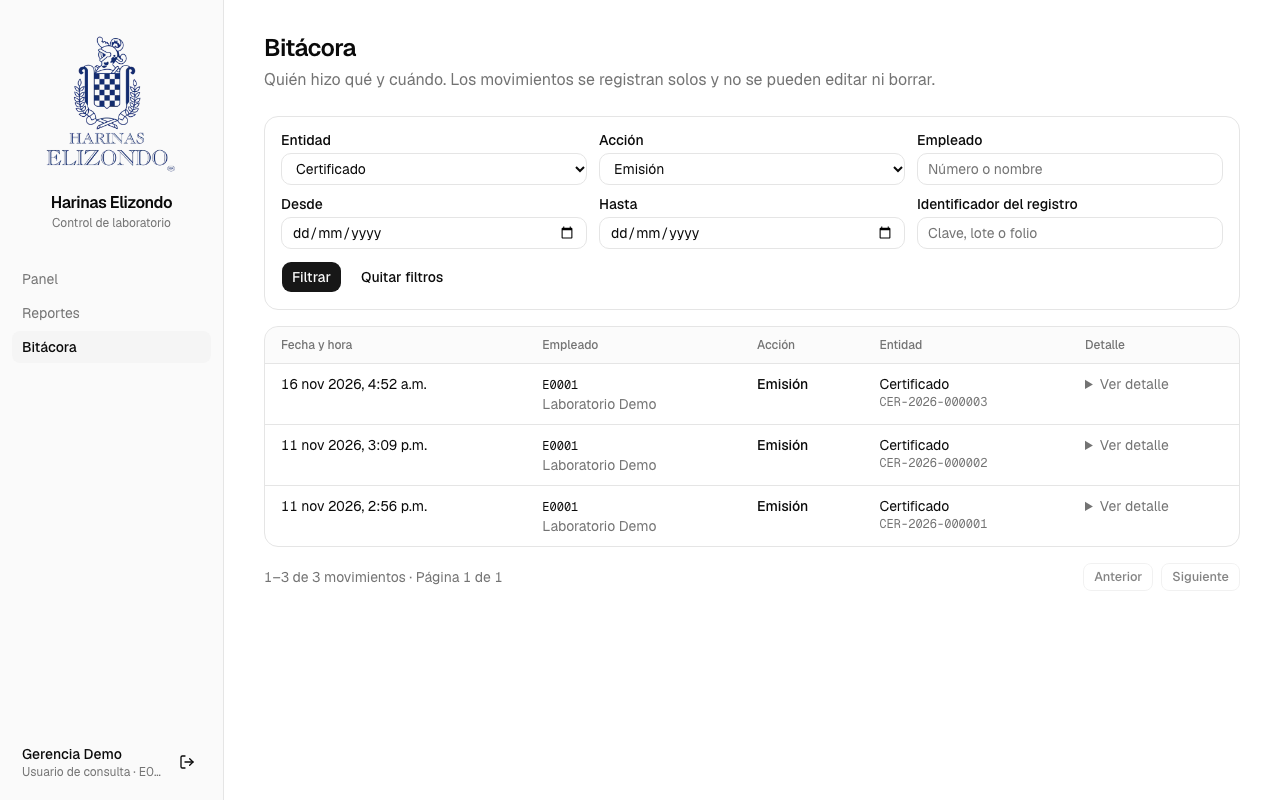 HARINAS
ELIZONDO
Harinas Elizondo
Control de laboratorio
Panel
Reportes
Bitácora
Gerencia Demo
Usuario de consulta · E0…
Bitácora
Quién hizo qué y cuándo. Los movimientos se registran solos y no se pueden editar ni borrar.
Entidad Acción Empleado
Certificado Emisión Número o nombre
Desde Hasta Identificador del registro
dd/mm/yyyy dd/mm/yyyy Clave, lote o folio
Filtrar Quitar filtros
Fecha y hora Empleado Acción Entidad Detalle
16 nov 2026, 4:52 a.m. E0001 Emisión Certificado ▶ Ver detalle
Laboratorio Demo CER-2026-000003
11 nov 2026, 3:09 p.m. E0001 Emisión Certificado ▶ Ver detalle
Laboratorio Demo CER-2026-000002
11 nov 2026, 2:56 p.m. E0001 Emisión Certificado ▶ Ver detalle
Laboratorio Demo CER-2026-000001
1–3 de 3 movimientos · Página 1 de 1 Anterior Siguiente